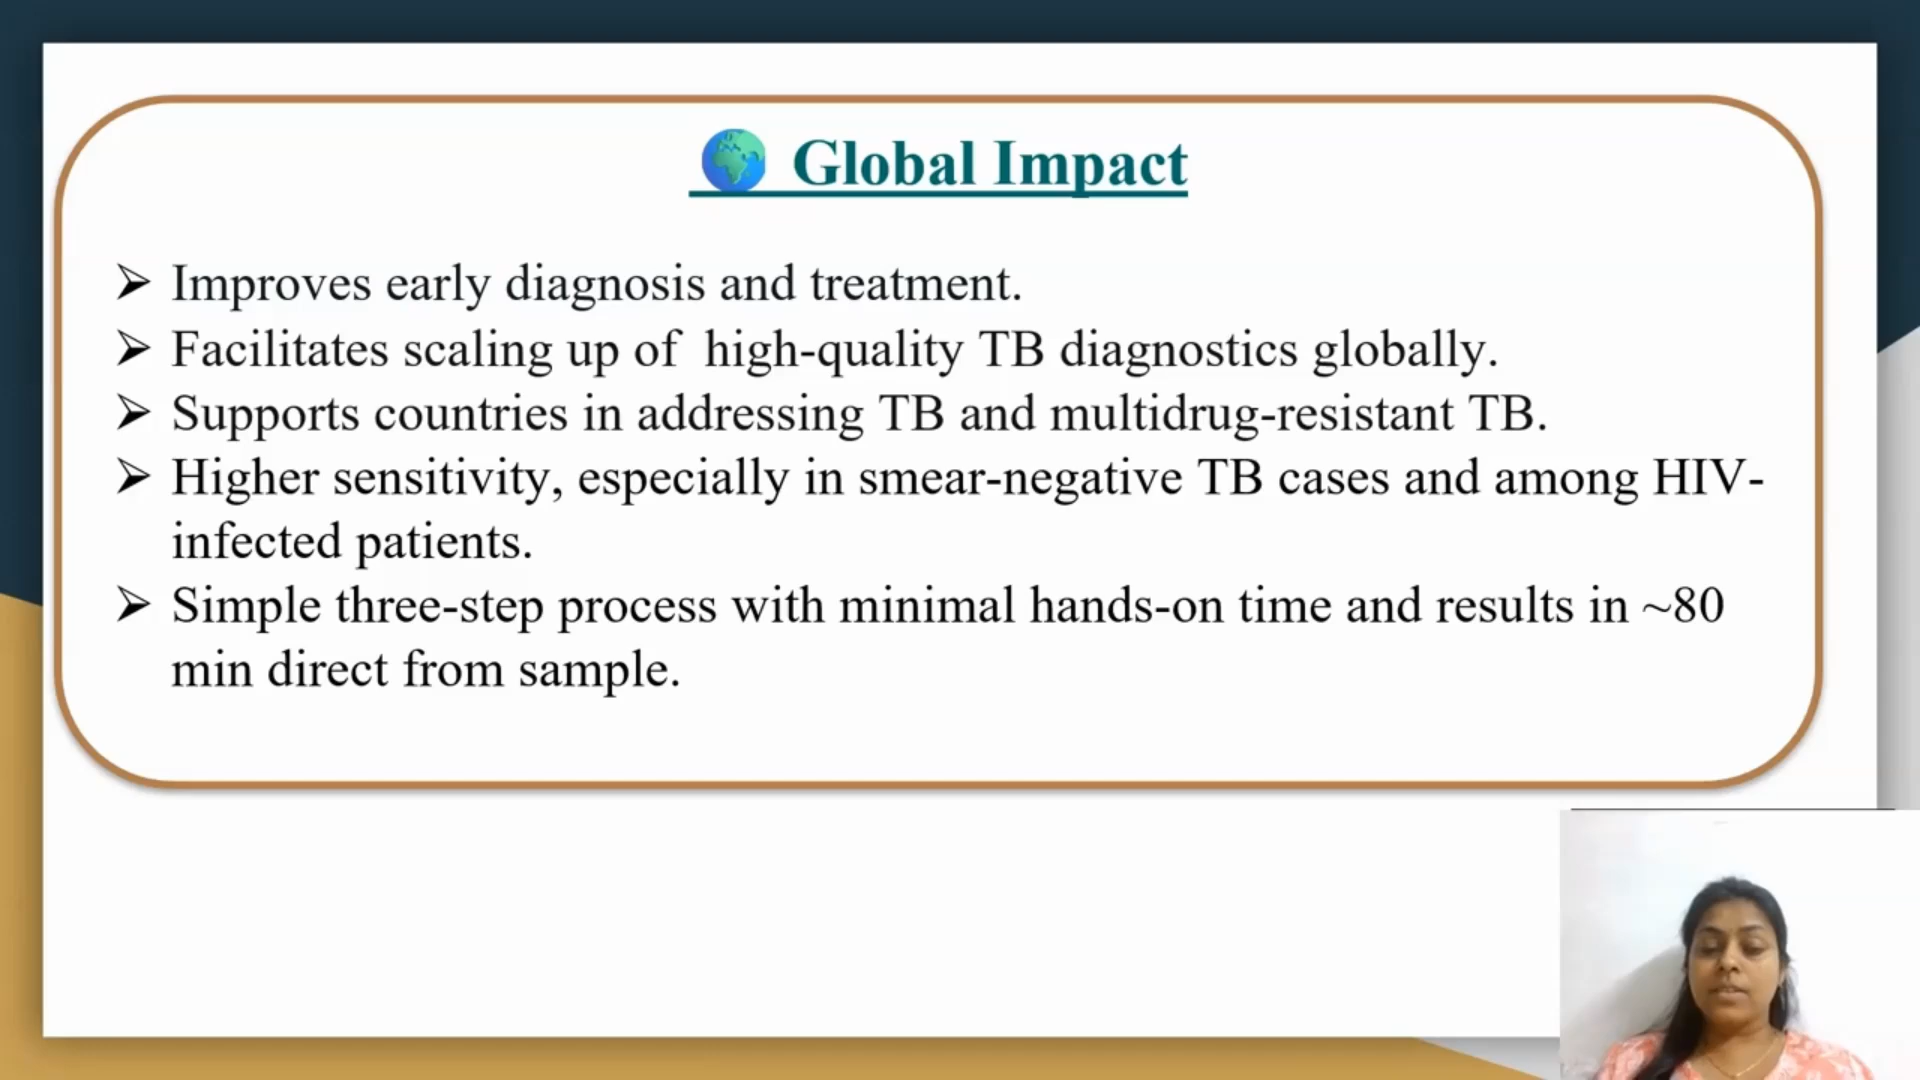 🌍 Global Impact
➢ Improves early diagnosis and treatment.
➢ Facilitates scaling up of  high-quality TB diagnostics globally.
➢ Supports countries in addressing TB and multidrug-resistant TB.
➢ Higher sensitivity, especially in smear-negative TB cases and among HIV-
infected patients.
➢ Simple three-step process with minimal hands-on time and results in ~80
min direct from sample.